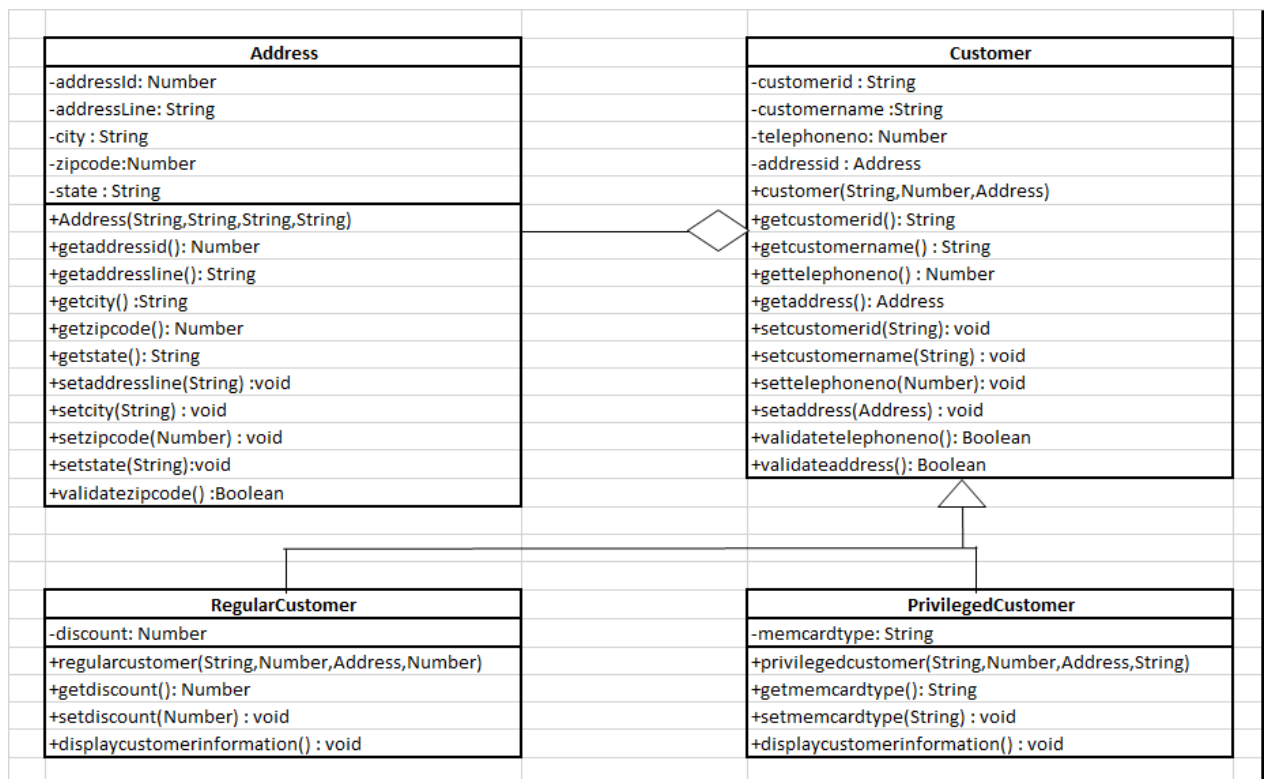 Address
-addressId: Number
-addressLine: String
-city : String
-zipcode:Number
-state : String
+Address(String,String,String,String)
+getaddressid(): Number
+getaddressline(): String
+getcity() :String
+getzipcode(): Number
+getstate(): String
+setaddressline(String) :void
+setcity(String) : void
+setzipcode(Number) : void
+setstate(String):void
+validatezipcode() :Boolean
Customer
-customerid : String
-customername :String
-telephoneno: Number
-addressid : Address
+customer(String,Number,Address)
+getcustomerid(): String
+getcustomername() : String
+gettelephoneno() : Number
+getaddress(): Address
+setcustomerid(String): void
+setcustomername(String) : void
+settelephoneno(Number): void
+setaddress(Address) : void
+validatetelephoneno(): Boolean
+validateaddress(): Boolean
RegularCustomer
-discount: Number
+regularcustomer(String,Number,Address,Number)
+getdiscount(): Number
+setdiscount(Number) : void
+displaycustomerinformation() : void
PrivilegedCustomer
-memcardtype: String
+privilegedcustomer(String,Number,Address,String)
+getmemcardtype(): String
+setmemcardtype(String) : void
+displaycustomerinformation() : void